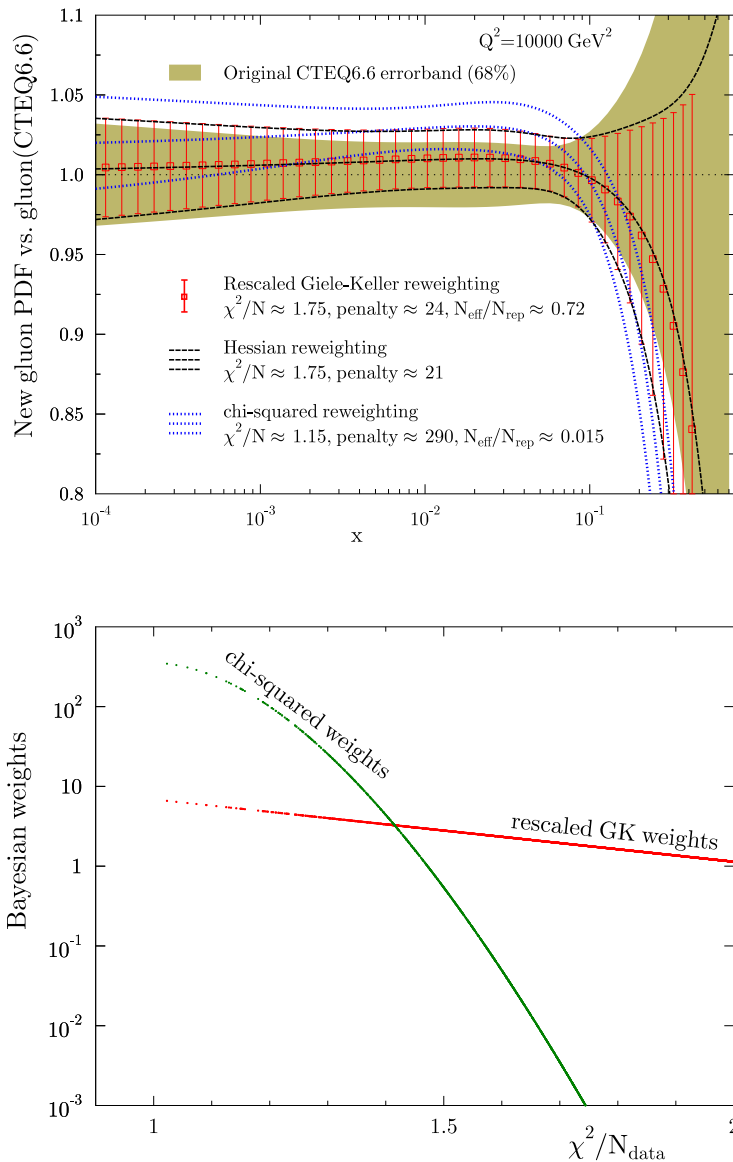 Q²=10000 GeV²
Original CTEQ6.6 errorband (68%)
New gluon PDF vs. gluon(CTEQ6.6)
1.1
1.05
1.0
0.95
0.9
0.85
0.8
Rescaled Giele-Keller reweighting
χ²/N ≈ 1.75, penalty ≈ 24, N_eff/N_rep ≈ 0.72
Hessian reweighting
χ²/N ≈ 1.75, penalty ≈ 21
chi-squared reweighting
χ²/N ≈ 1.15, penalty ≈ 290, N_eff/N_rep ≈ 0.015
10⁻⁴ 10⁻³ 10⁻² 10⁻¹
x
Bayesian weights
10³
10²
10
1
10⁻¹
10⁻²
10⁻³
chi-squared weights
rescaled GK weights
1 1.5 2
χ²/N_data